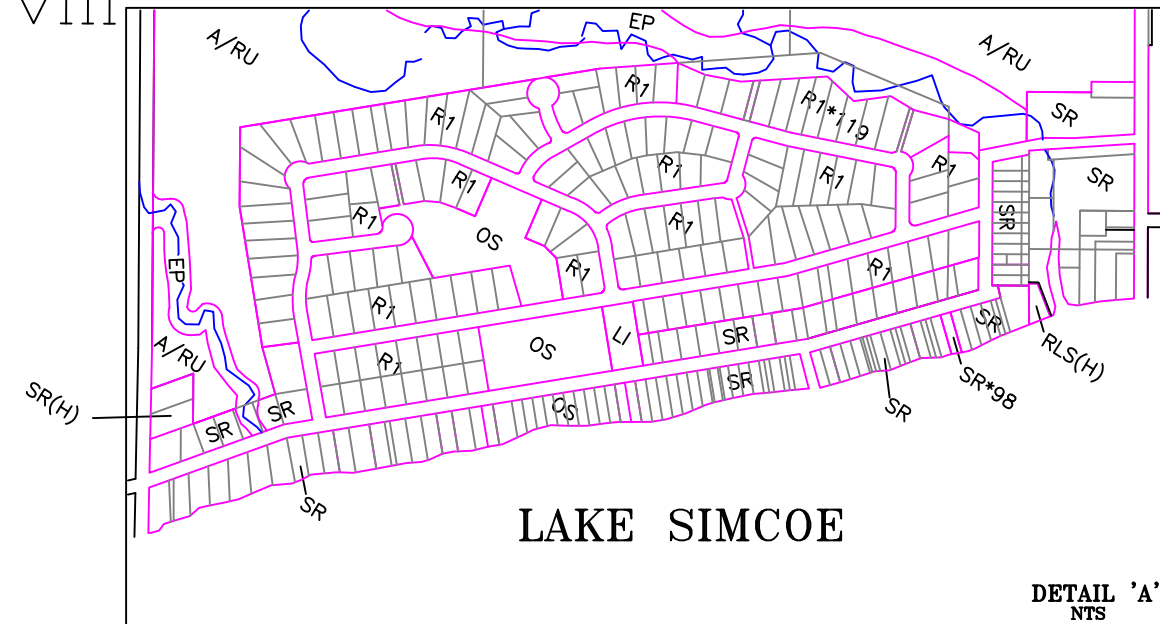 VIII
EP
A/RU
A/RU
R1
R1
R1*119
SR
R1
R1
R1
R1
SR
R1
R1
SR
OS
R1
EP
R1
R1
R1
SR
LI
OS
SR
A/RU
R1
RLS(H)
SR
SR*98
SR(H)
SR
OS
SR
SR
SR
LAKE SIMCOE
DETAIL 'A'
NTS